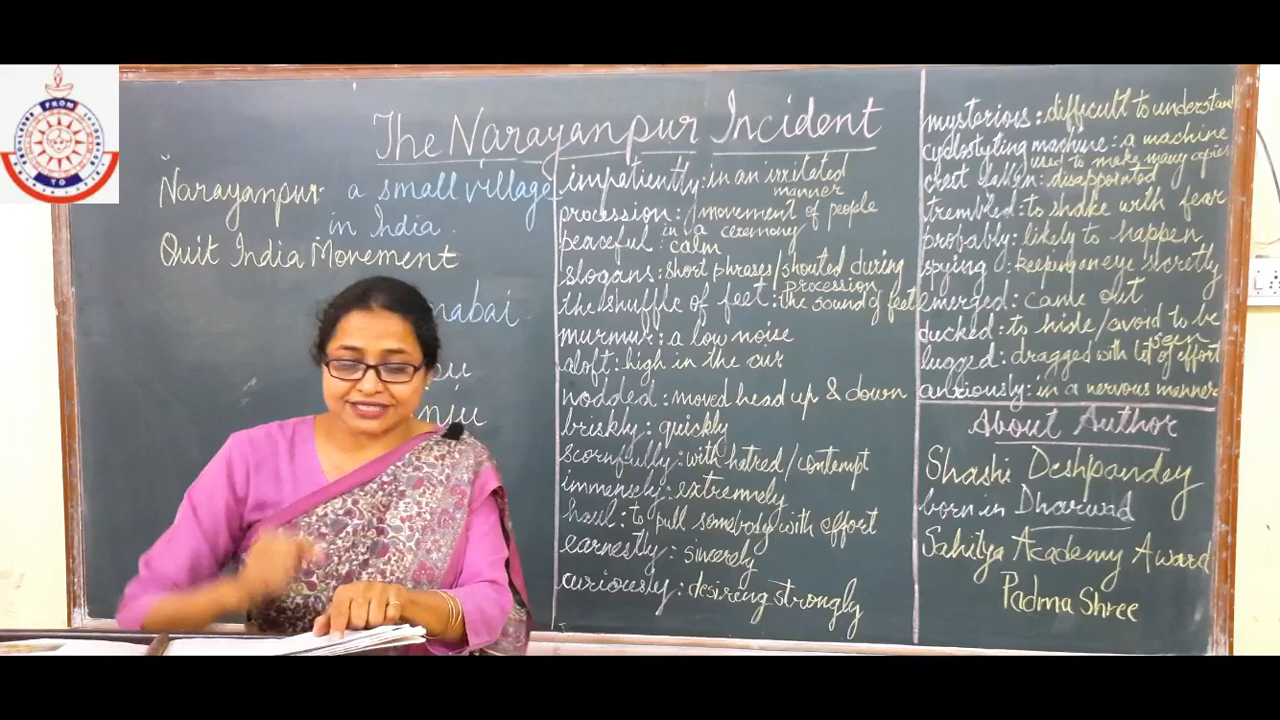 The Narayanpur Incident
Narayanpur a small village
in India.
Quit India Movement
nabai
nju
impatiently: in an irritated
manner
procession: movement of people
in a ceremony
peaceful: calm
slogans: short phrases/shouted during
procession
the shuffle of feet: the sound of feet
murmur: a low noise
aloft: high in the air
nodded: moved head up & down
briskly: quickly
scornfully: with hatred/contempt
immensely: extremely
haul: to pull somebody with effort
earnestly: sincerely
curiously: desiring strongly
mysterious: difficult to understand
cyclostyling machine: a machine
used to make many copies
crest fallen: disappointed
trembled: to shake with fear
probably: likely to happen
spying: keeping an eye secretly
emerged: came out
ducked: to hide/avoid to be
seen
lugged: dragged with lot of effort
anxiously: in a nervous manner
About Author
Shashi Deshpandey
born in Dharwad
Sahitya Academy Award
Padma Shree